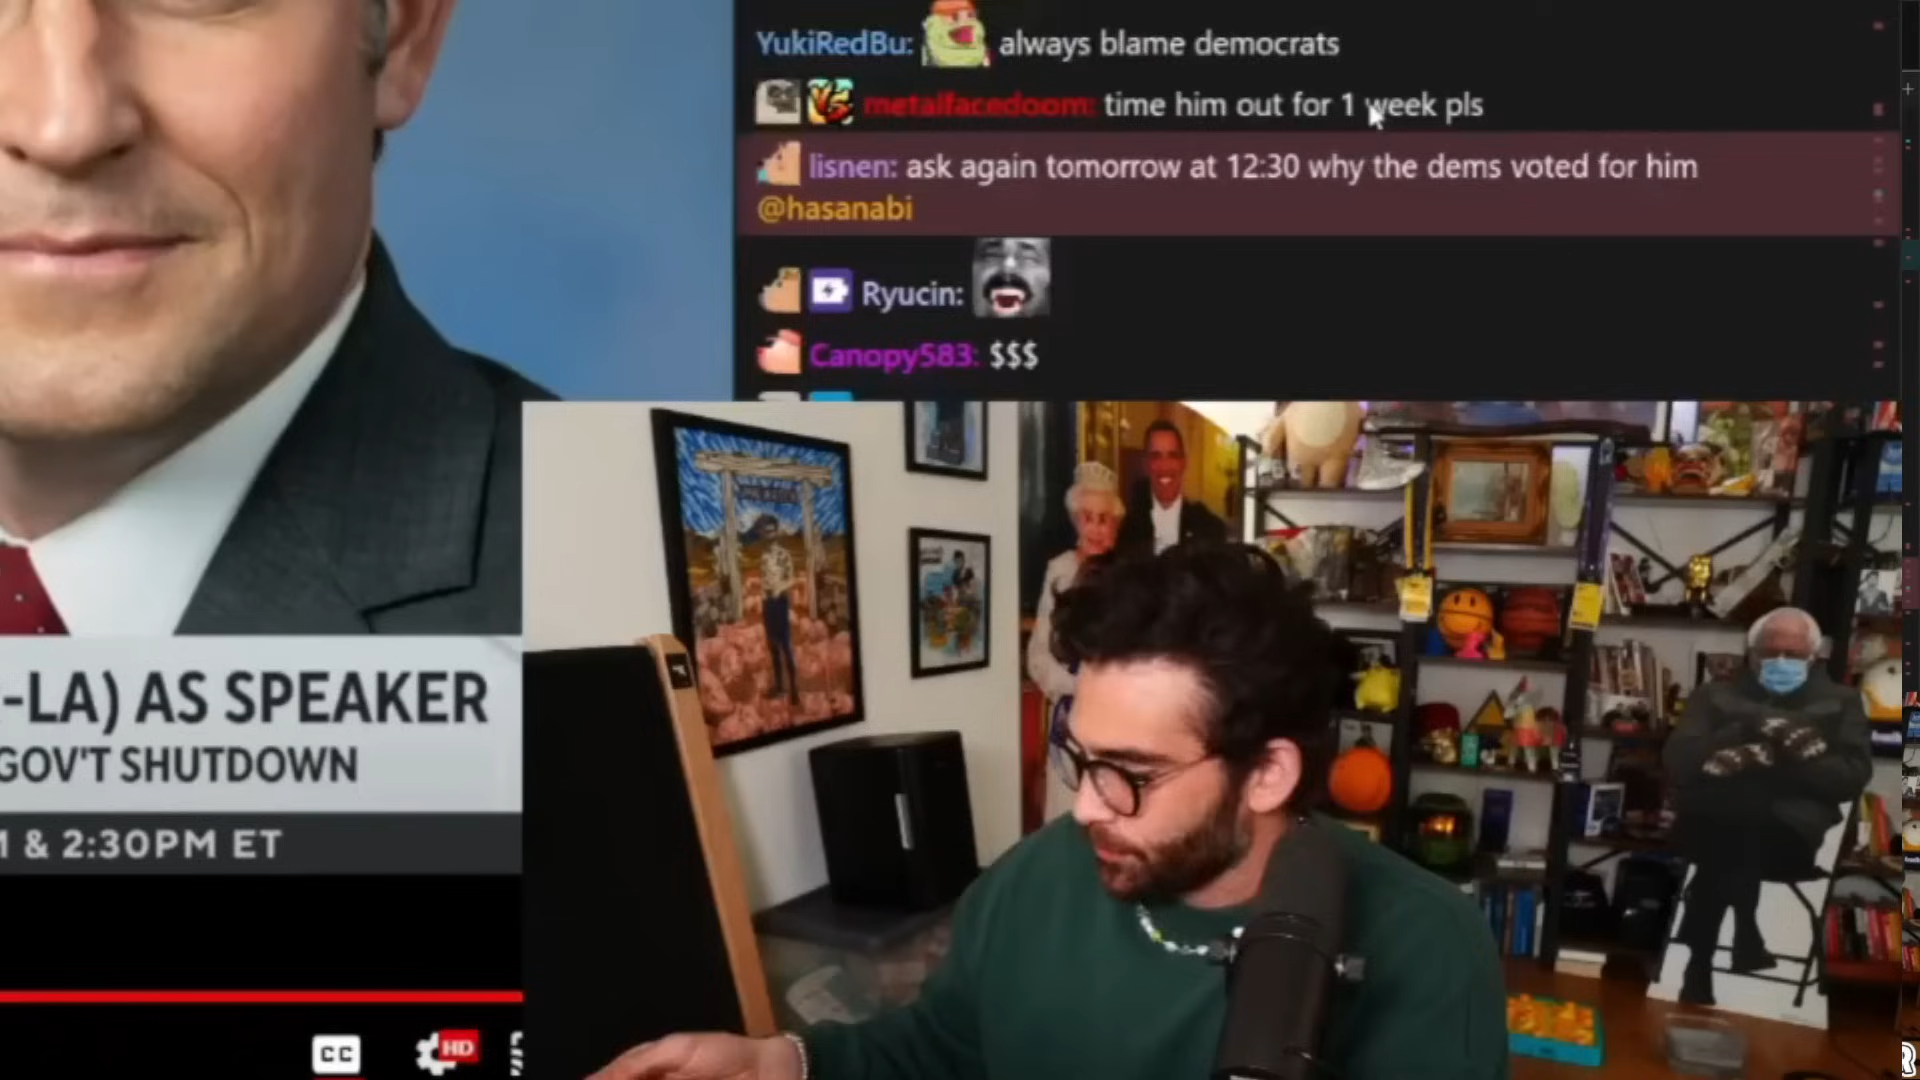 YukiRedBu: always blame democrats
metalfacedoom: time him out for 1 week pls
lisnen: ask again tomorrow at 12:30 why the dems voted for him
@hasanabi
Ryucin:
Canopy583: $$$
-LA) AS SPEAKER
GOV'T SHUTDOWN
& 2:30PM ET
CC
HD